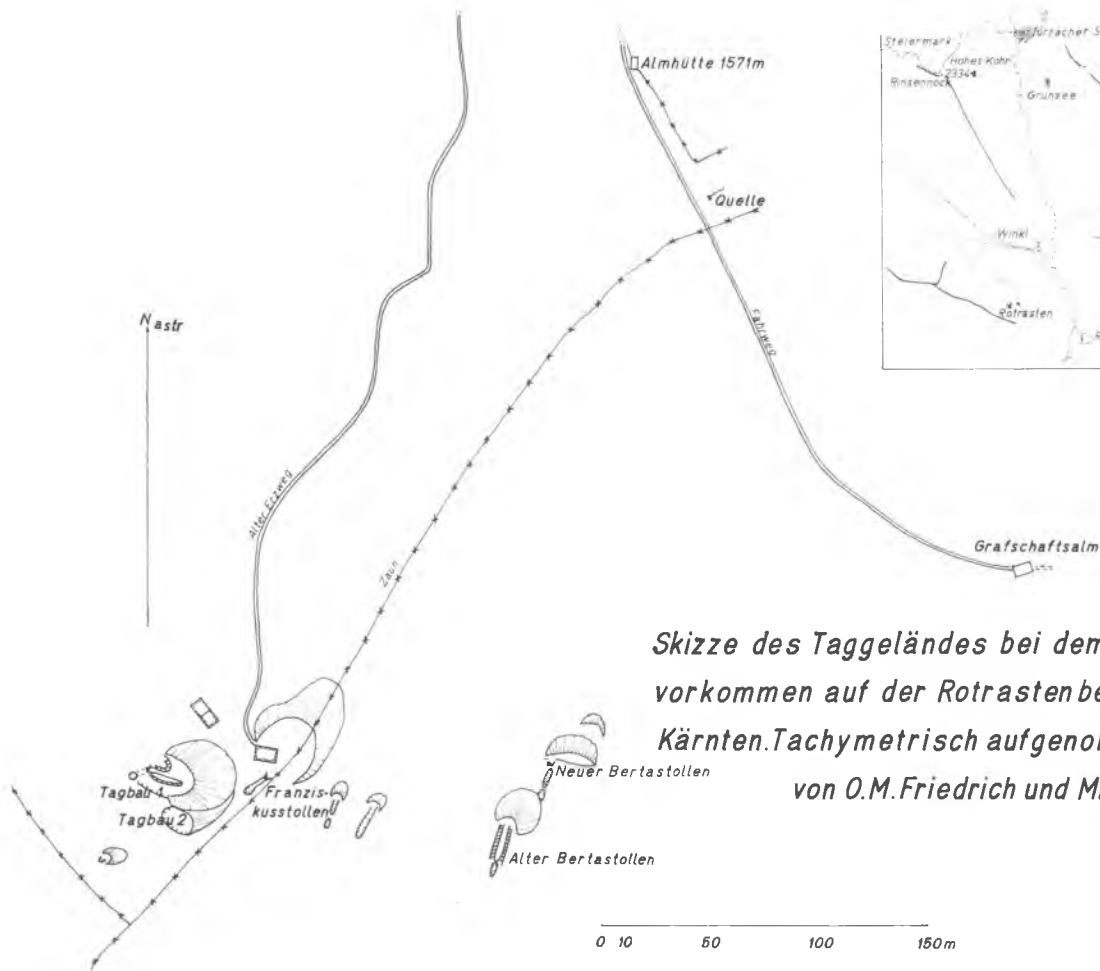 Almhütte 1571m
Quelle
Fahrweg
N astr
Alter Erzweg
Zaun
Grafschaftsalm
Steiermark
Hohes Kohr
2334
Rinsennock
Grünsee
Winkl
Rotrasten
Skizze des Taggeländes bei dem
vorkommen auf der Rotrastenbe
Kärnten. Tachymetrisch aufgenom
von O.M. Friedrich und M.
Tagbau 1
Tagbau 2
Franzis-
kusstollen
Neuer Bertastollen
Alter Bertastollen
0 10 50 100 150m